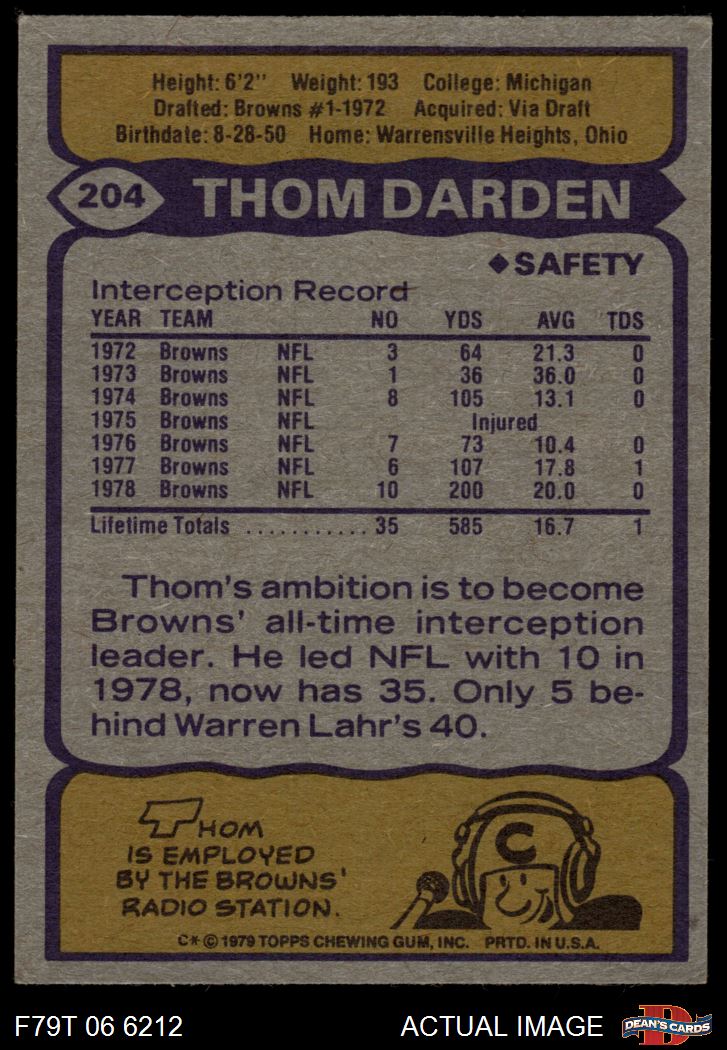 Height: 6'2" Weight: 193 College: Michigan
Drafted: Browns #1-1972 Acquired: Via Draft
Birthdate: 8-28-50 Home: Warrensville Heights, Ohio
204 THOM DARDEN
◆SAFETY
Interception Record
YEAR TEAM NO YDS AVG TDS
1972 Browns NFL 3 64 21.3 0
1973 Browns NFL 1 36 36.0 0
1974 Browns NFL 8 105 13.1 0
1975 Browns NFL Injured
1976 Browns NFL 7 73 10.4 0
1977 Browns NFL 6 107 17.8 1
1978 Browns NFL 10 200 20.0 0
Lifetime Totals ............ 35 585 16.7 1
Thom's ambition is to become
Browns' all-time interception
leader. He led NFL with 10 in
1978, now has 35. Only 5 be-
hind Warren Lahr's 40.
THOM
IS EMPLOYED
BY THE BROWNS'
RADIO STATION.
C
C* © 1979 TOPPS CHEWING GUM, INC. PRTD. IN U.S.A.
F79T 06 6212 ACTUAL IMAGE D DEAN'S CARDS